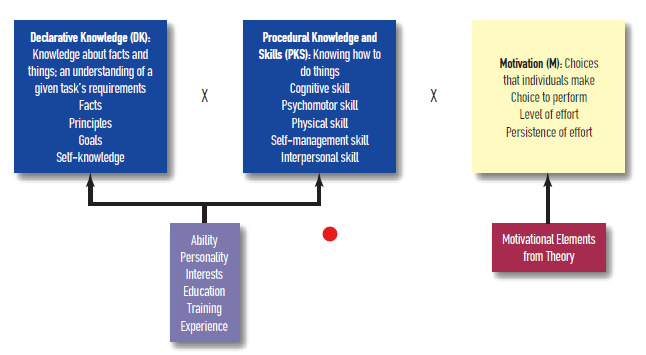 Declarative Knowledge (DK):
Knowledge about facts and
things; an understanding of a
given task's requirements
Facts
Principles
Goals
Self-knowledge
X
Procedural Knowledge and
Skills (PKS): Knowing how to
do things
Cognitive skill
Psychomotor skill
Physical skill
Self-management skill
Interpersonal skill
X
Motivation (M): Choices
that individuals make
Choice to perform
Level of effort
Persistence of effort
Ability
Personality
Interests
Education
Training
Experience
Motivational Elements
from Theory